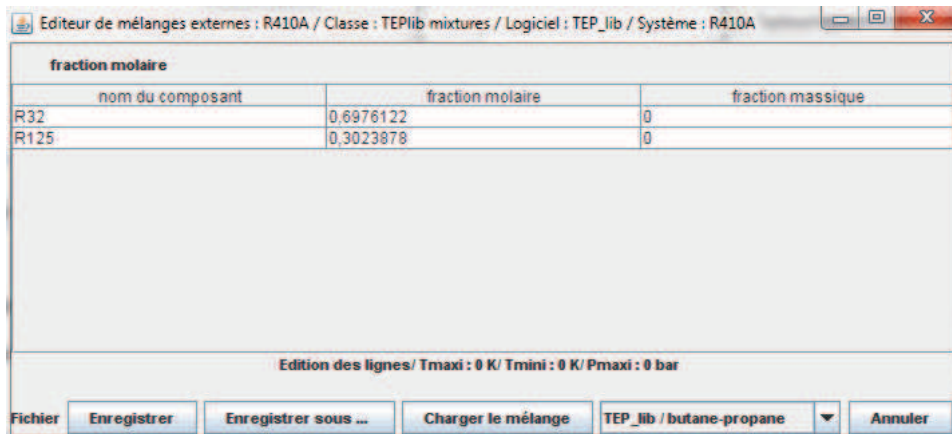 Editeur de mélanges externes : R410A / Classe : TEPlib mixtures / Logiciel : TEP_lib / Système : R410A
fraction molaire
nom du composant fraction molaire fraction massique
R32 0,6976122 0
R125 0,3023878 0
Edition des lignes/ Tmaxi : 0 K/ Tmini : 0 K/ Pmaxi : 0 bar
Fichier Enregistrer Enregistrer sous ... Charger le mélange TEP_lib / butane-propane Annuler